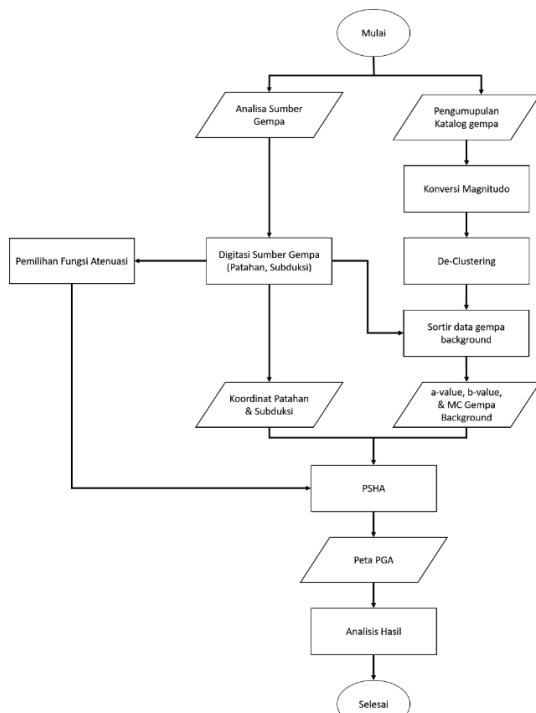 Mulai
Analisa Sumber
Gempa
Pengumupulan
Katalog gempa
Konversi Magnitudo
De-Clustering
Pemilihan Fungsi Atenuasi
Digitasi Sumber Gempa
(Patahan, Subduksi)
Sortir data gempa
background
Koordinat Patahan
& Subduksi
a-value, b-value,
& MC Gempa
Background
PSHA
Peta PGA
Analisis Hasil
Selesai